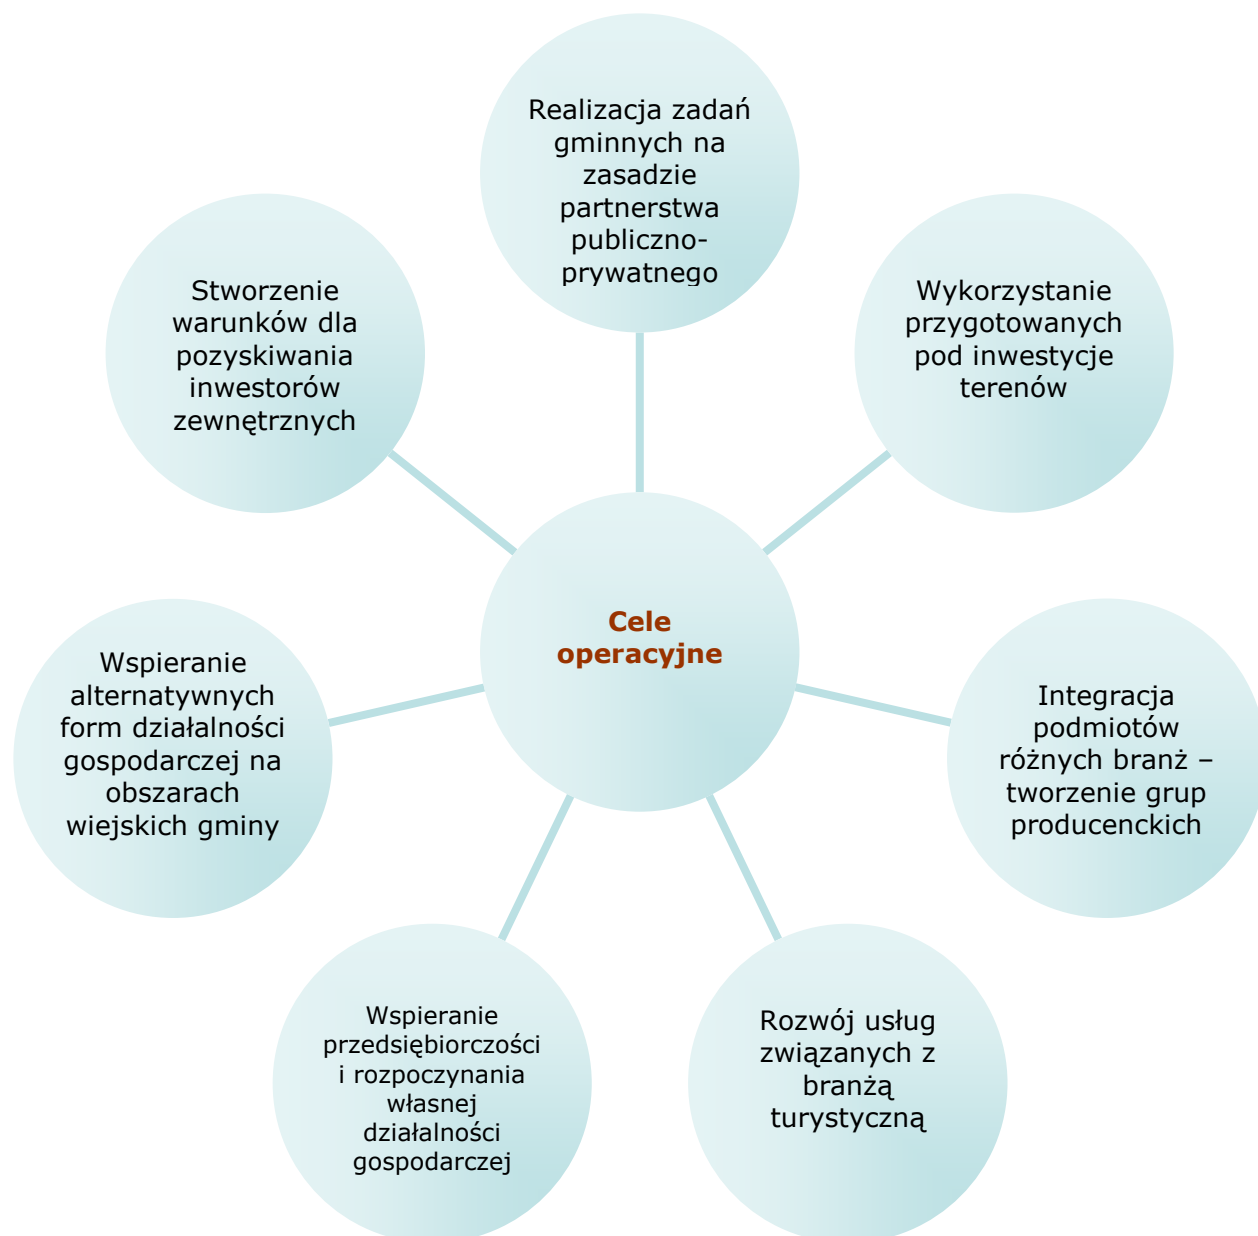 Realizacja zadań
gminnych na
zasadzie
partnerstwa
publiczno-
prywatnego
Stworzenie
warunków dla
pozyskiwania
inwestorów
zewnętrznych
Wykorzystanie
przygotowanych
pod inwestycje
terenów
Cele
operacyjne
Wspieranie
alternatywnych
form działalności
gospodarczej na
obszarach
wiejskich gminy
Integracja
podmiotów
różnych branż –
tworzenie grup
producenckich
Wspieranie
przedsiębiorczości
i rozpoczynania
własnej
działalności
gospodarczej
Rozwój usług
związanych z
branżą
turystyczną